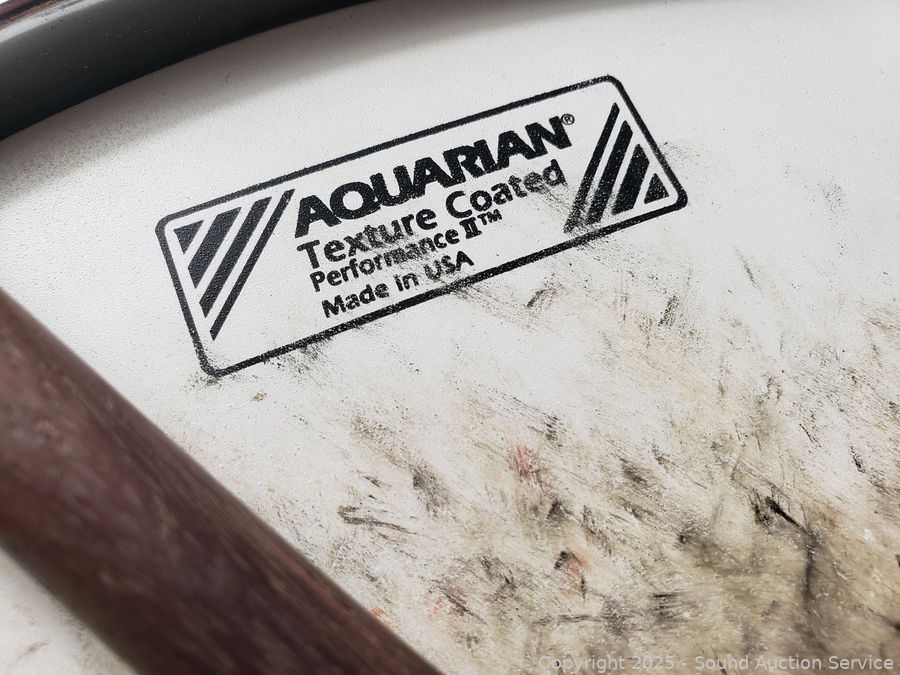 AQUARIAN®
Texture Coated
Performance II™
Made in USA
Copyright 2025 - Sound Auction Service